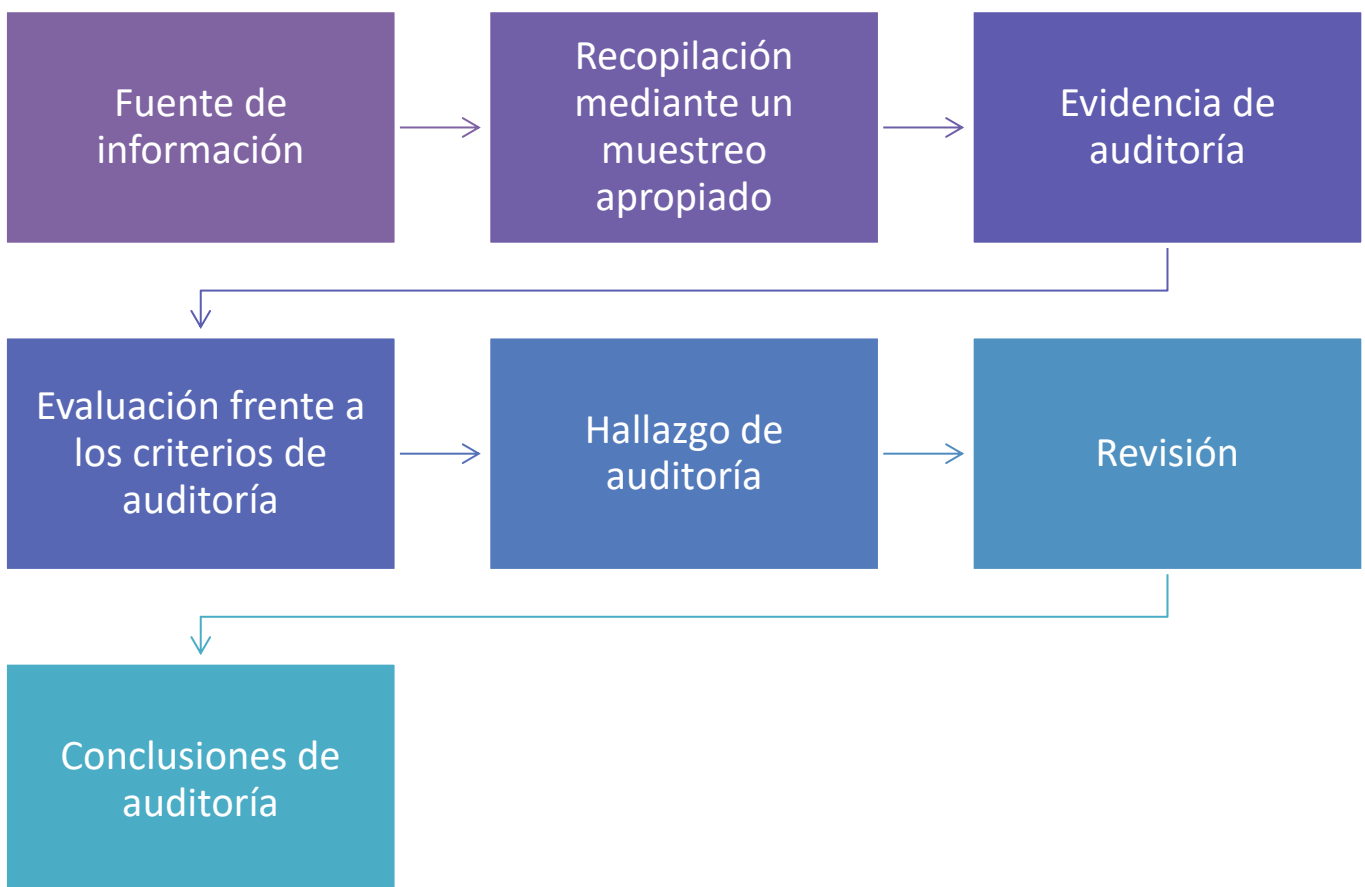 Fuente de
información
Recopilación
mediante un
muestreo
apropiado
Evidencia de
auditoría
Evaluación frente a
los criterios de
auditoría
Hallazgo de
auditoría
Revisión
Conclusiones de
auditoría